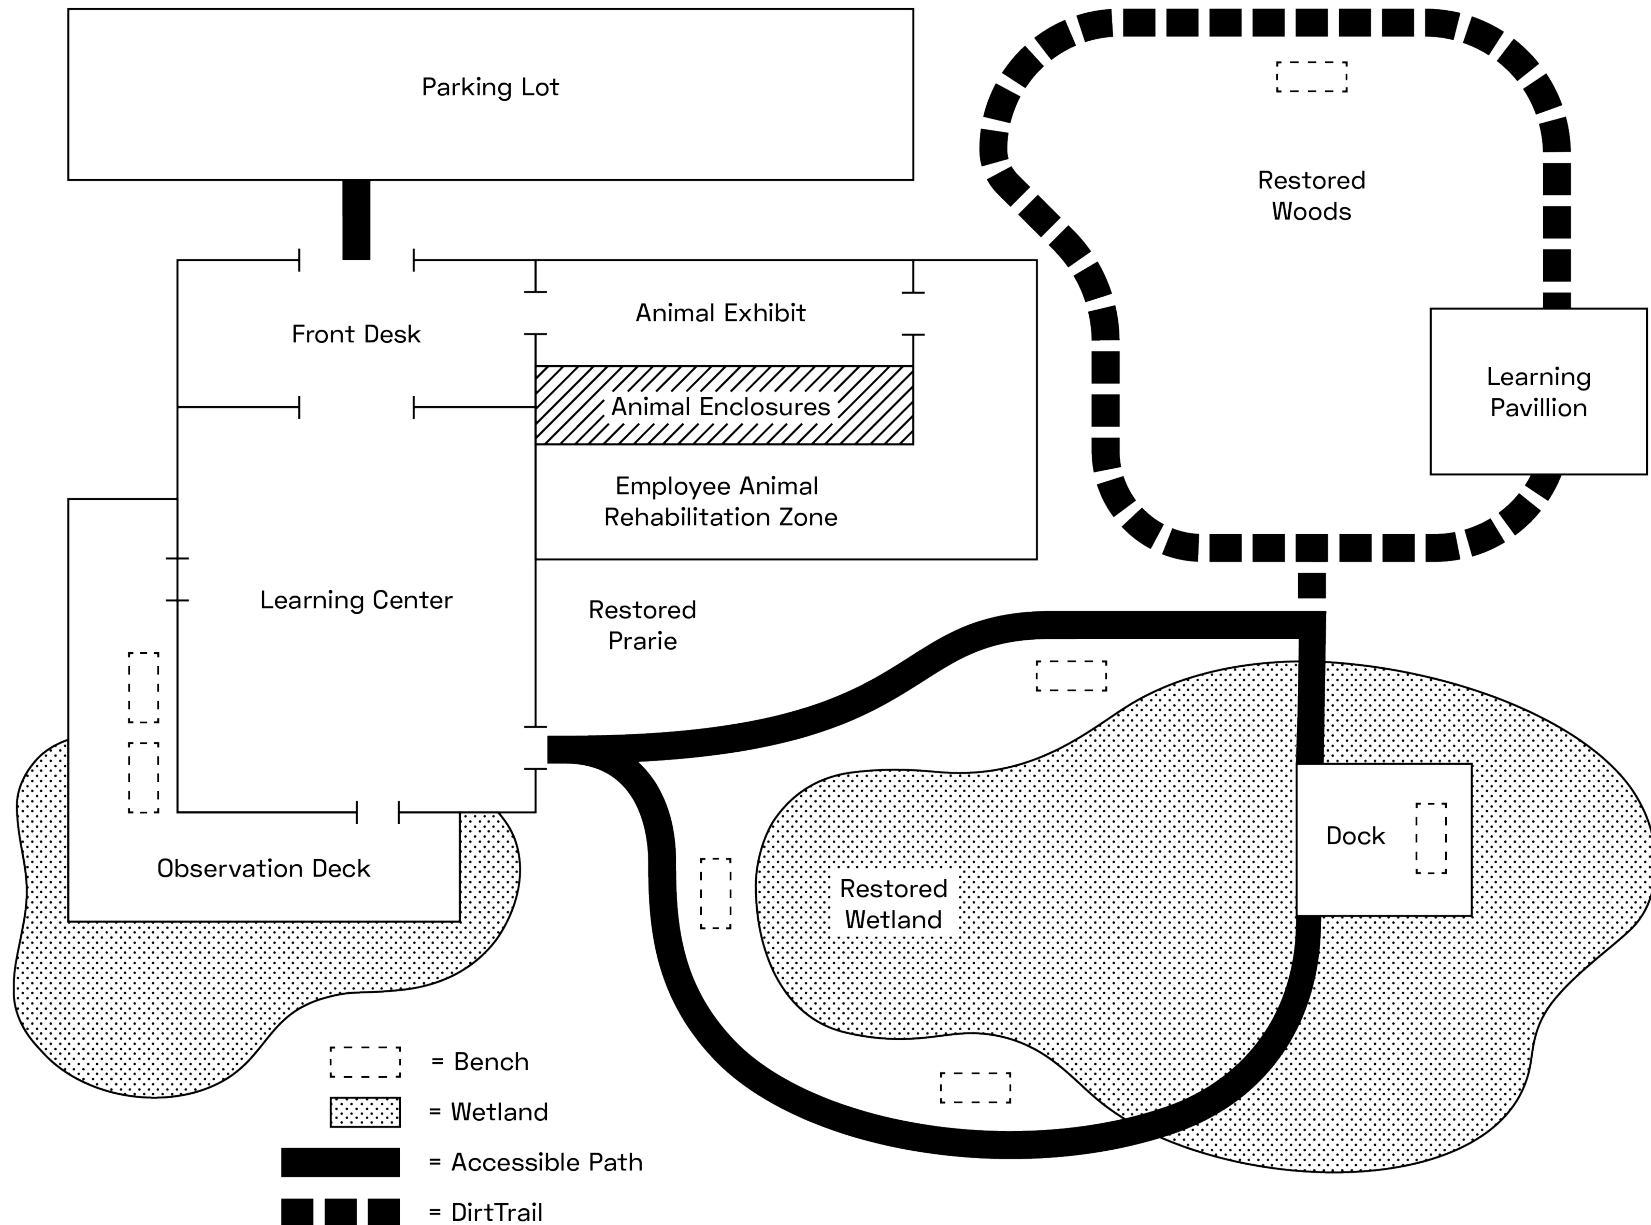 Parking Lot
Restored
Woods
Front Desk
Animal Exhibit
Learning
Pavillion
Animal Enclosures
Employee Animal
Rehabilitation Zone
Learning Center
Restored
Prarie
Dock
Observation Deck
Restored
Wetland
= Bench
= Wetland
= Accessible Path
= DirtTrail